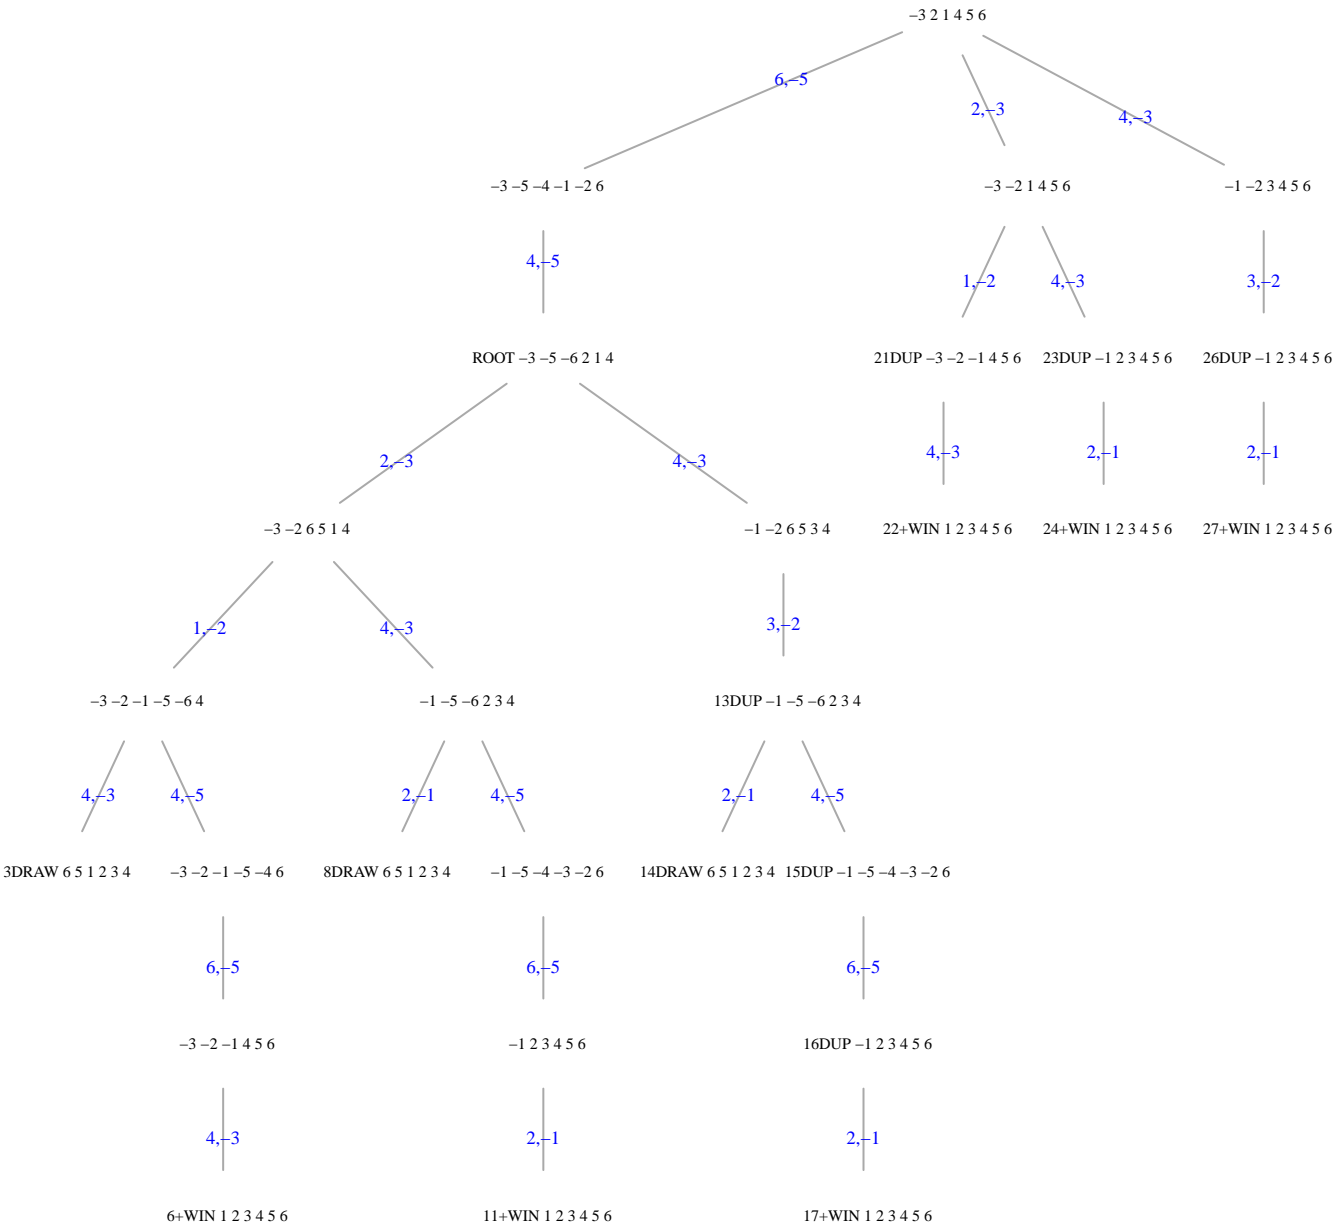 –3 2 1 4 5 6
6,–5
2,–3
4,–3
–3 –5 –4 –1 –2 6
–3 –2 1 4 5 6
–1 –2 3 4 5 6
4,–5
1,–2
4,–3
3,–2
ROOT –3 –5 –6 2 1 4
21DUP –3 –2 –1 4 5 6
23DUP –1 2 3 4 5 6
26DUP –1 2 3 4 5 6
2,–3
4,–3
4,–3
2,–1
2,–1
–3 –2 6 5 1 4
–1 –2 6 5 3 4
22+WIN 1 2 3 4 5 6
24+WIN 1 2 3 4 5 6
27+WIN 1 2 3 4 5 6
1,–2
4,–3
3,–2
–3 –2 –1 –5 –6 4
–1 –5 –6 2 3 4
13DUP –1 –5 –6 2 3 4
4,–3
4,–5
2,–1
4,–5
2,–1
4,–5
3DRAW 6 5 1 2 3 4
–3 –2 –1 –5 –4 6
8DRAW 6 5 1 2 3 4
–1 –5 –4 –3 –2 6
14DRAW 6 5 1 2 3 4
15DUP –1 –5 –4 –3 –2 6
6,–5
6,–5
6,–5
–3 –2 –1 4 5 6
–1 2 3 4 5 6
16DUP –1 2 3 4 5 6
4,–3
2,–1
2,–1
6+WIN 1 2 3 4 5 6
11+WIN 1 2 3 4 5 6
17+WIN 1 2 3 4 5 6